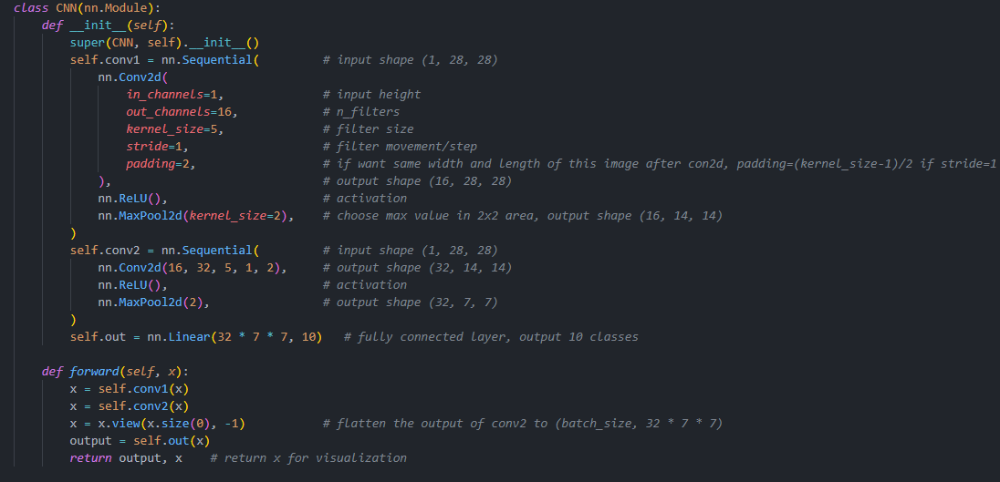 class CNN(nn.Module):
    def __init__(self):
        super(CNN, self).__init__()
        self.conv1 = nn.Sequential(         # input shape (1, 28, 28)
            nn.Conv2d(
                in_channels=1,              # input height
                out_channels=16,            # n_filters
                kernel_size=5,              # filter size
                stride=1,                   # filter movement/step
                padding=2,                  # if want same width and length of this image after con2d, padding=(kernel_size-1)/2 if stride=1
            ),                              # output shape (16, 28, 28)
            nn.ReLU(),                      # activation
            nn.MaxPool2d(kernel_size=2),    # choose max value in 2x2 area, output shape (16, 14, 14)
        )
        self.conv2 = nn.Sequential(         # input shape (1, 28, 28)
            nn.Conv2d(16, 32, 5, 1, 2),     # output shape (32, 14, 14)
            nn.ReLU(),                      # activation
            nn.MaxPool2d(2),                # output shape (32, 7, 7)
        )
        self.out = nn.Linear(32 * 7 * 7, 10)   # fully connected layer, output 10 classes

    def forward(self, x):
        x = self.conv1(x)
        x = self.conv2(x)
        x = x.view(x.size(0), -1)           # flatten the output of conv2 to (batch_size, 32 * 7 * 7)
        output = self.out(x)
        return output, x    # return x for visualization